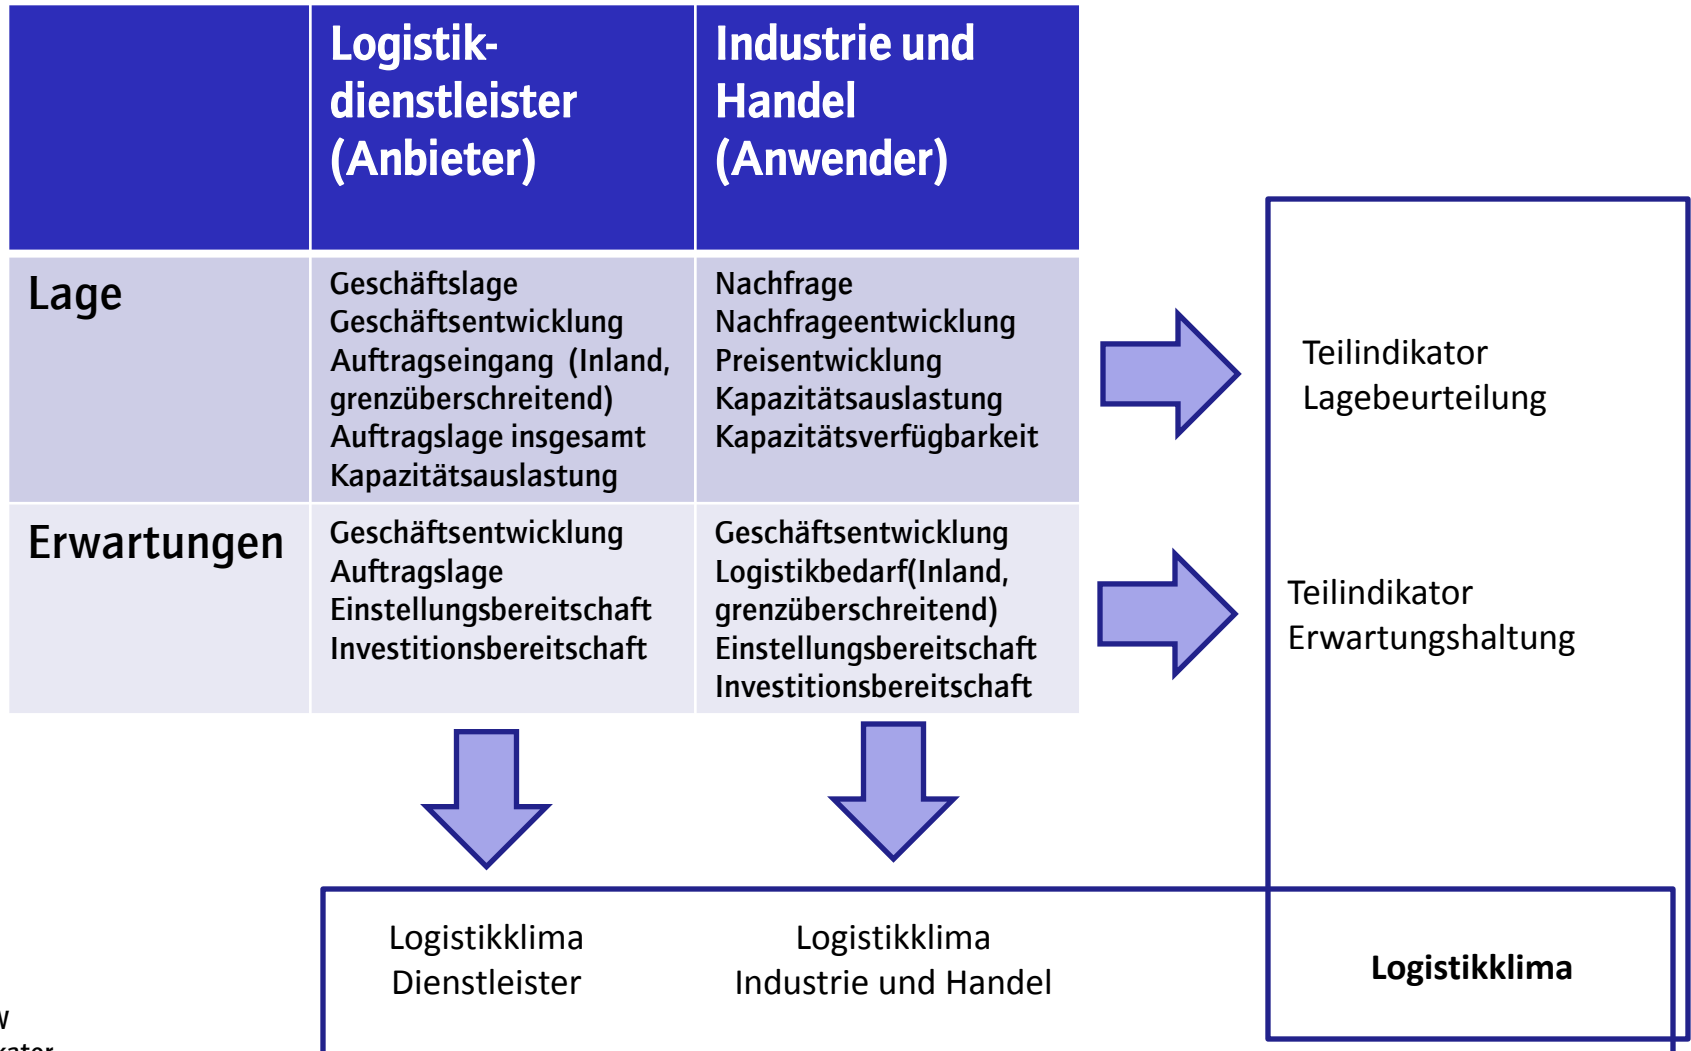 Logistik-
dienstleister
(Anbieter)
Industrie und
Handel
(Anwender)
Lage
Geschäftslage
Geschäftsentwicklung
Auftragseingang (Inland,
grenzüberschreitend)
Auftragslage insgesamt
Kapazitätsauslastung
Nachfrage
Nachfrageentwicklung
Preisentwicklung
Kapazitätsauslastung
Kapazitätsverfügbarkeit
Teilindikator
Lagebeurteilung
Erwartungen
Geschäftsentwicklung
Auftragslage
Einstellungsbereitschaft
Investitionsbereitschaft
Geschäftsentwicklung
Logistikbedarf(Inland,
grenzüberschreitend)
Einstellungsbereitschaft
Investitionsbereitschaft
Teilindikator
Erwartungshaltung
Logistikklima
Dienstleister
Logistikklima
Industrie und Handel
Logistikklima